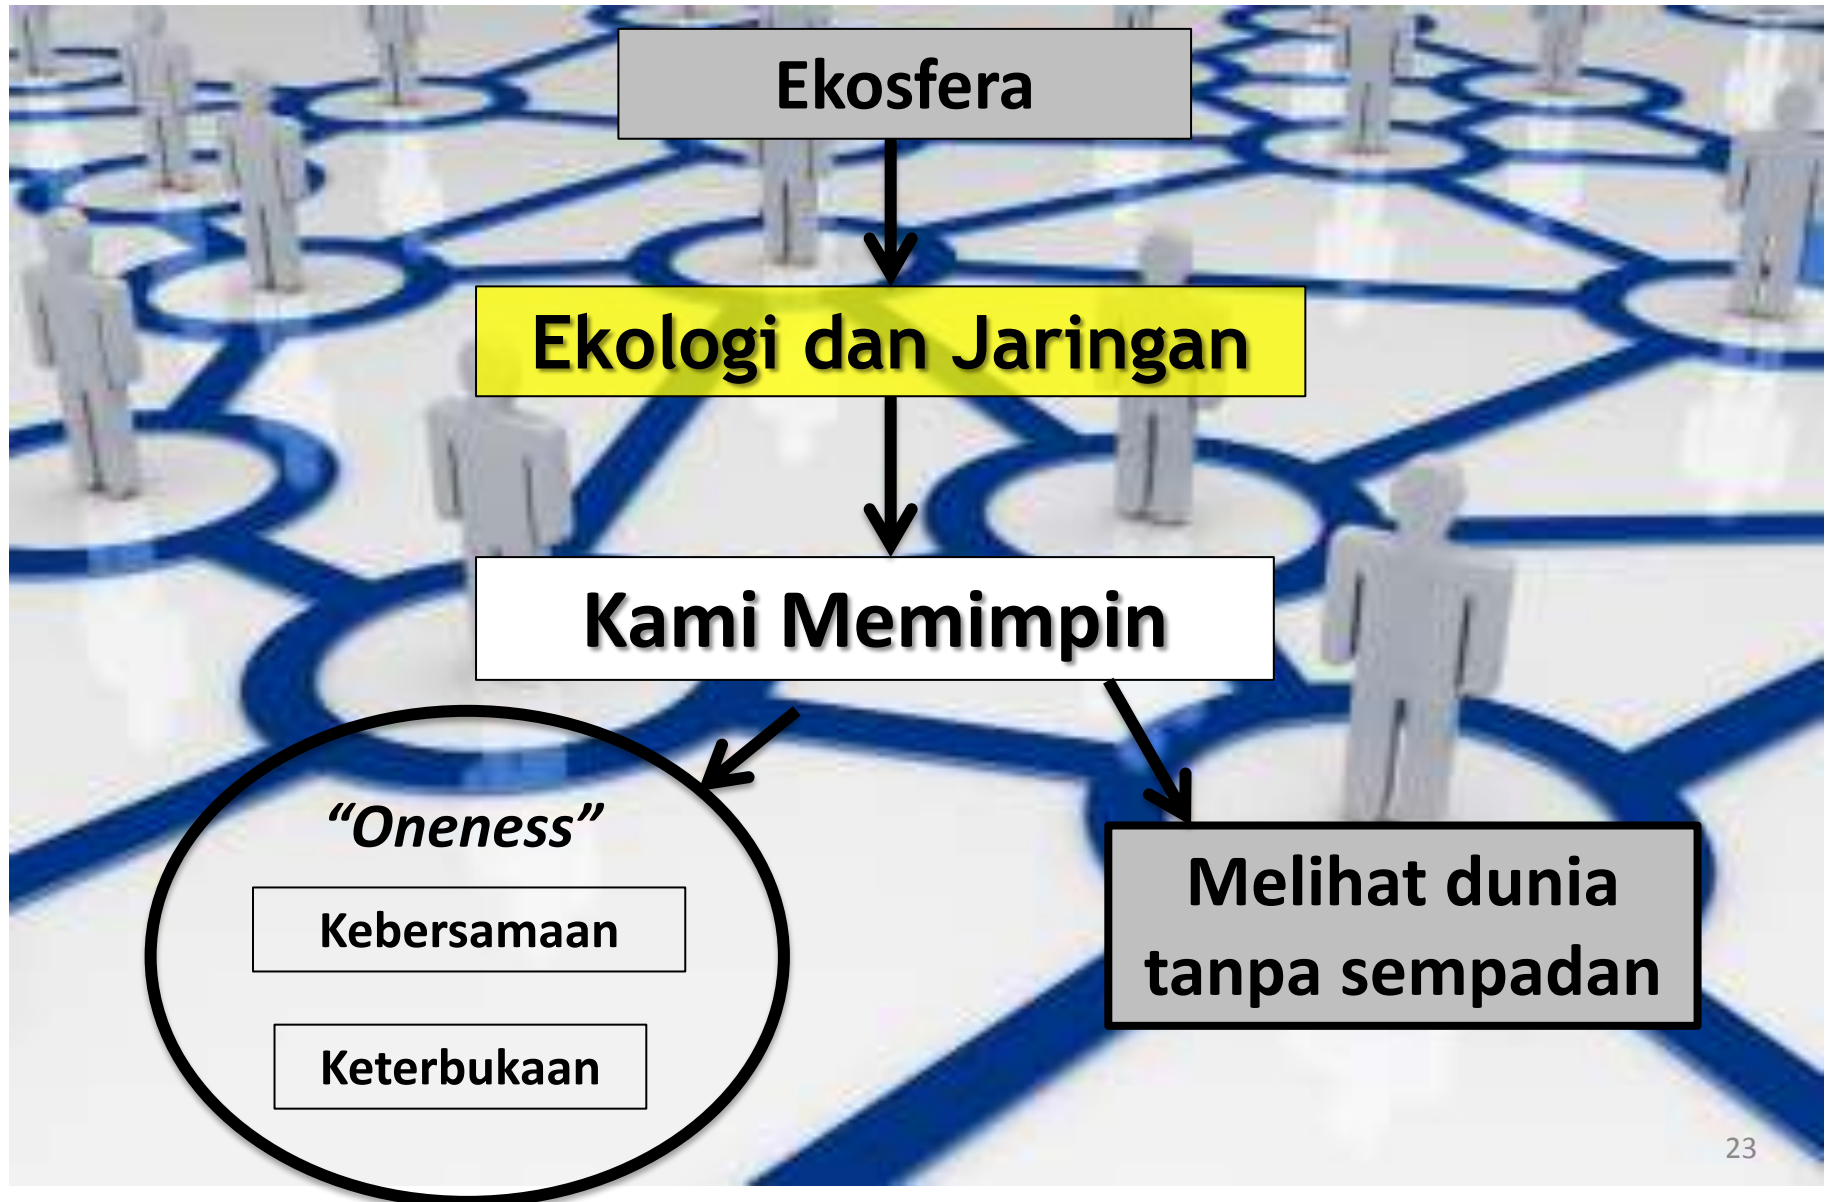 Ekosfera
Ekologi dan Jaringan
Kami Memimpin
“Oneness”
Kebersamaan
Keterbukaan
Melihat dunia
tanpa sempadan
23